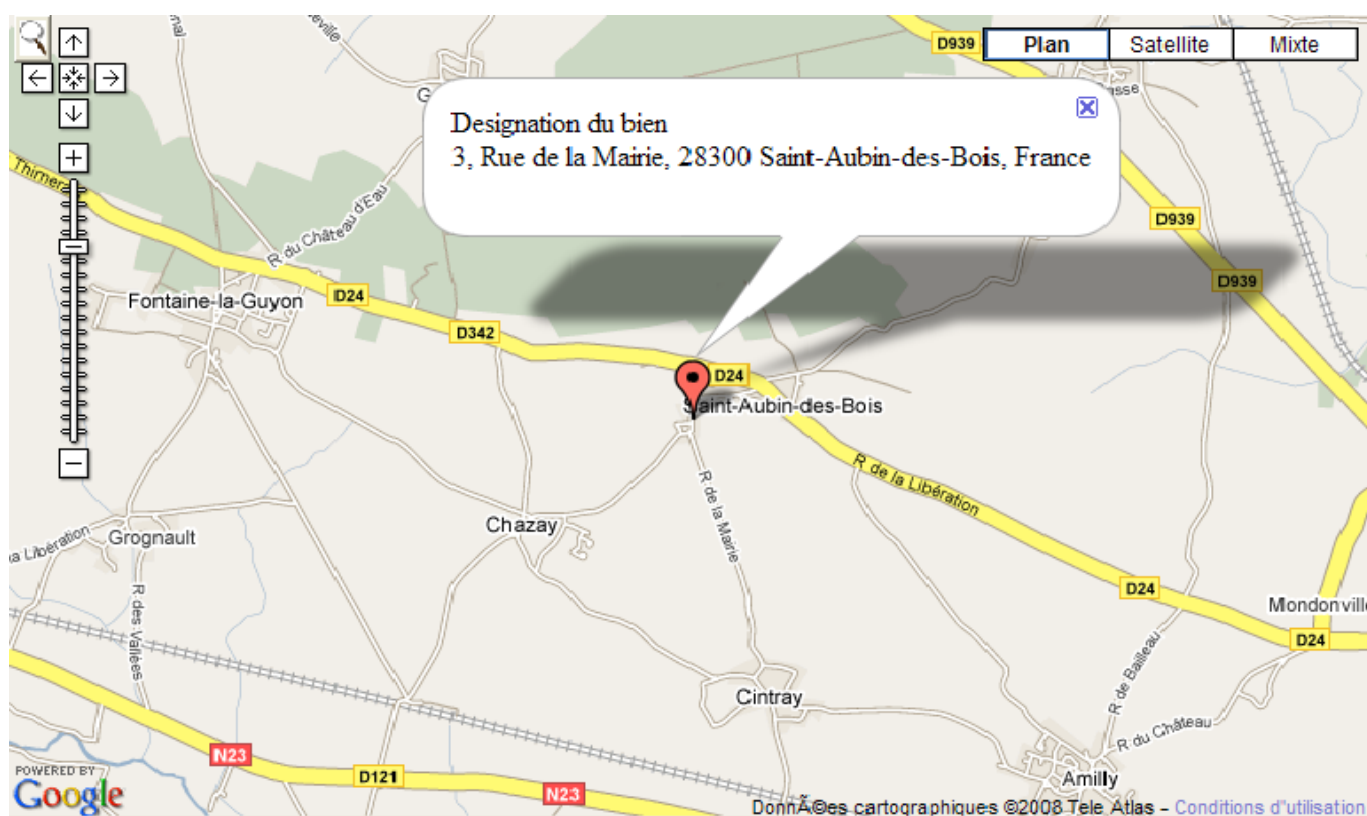 D939
Plan
Satellite
Mixte
Designation du bien
3, Rue de la Mairie, 28300 Saint-Aubin-des-Bois, France
R du Château d'Eau
D939
D939
Fontaine-la-Guyon
D24
D342
D24
Saint-Aubin-des-Bois
R de la Libération
R de la Mairie
Chazay
Grognault
a Libération
R des Vallées
D24
Mondonville
D24
R de Bailleau
Cintray
R du Château
N23
D121
N23
Amilly
POWERED BY
Google
DonnÃ©es cartographiques ©2008 Tele Atlas - Conditions d"utilisation